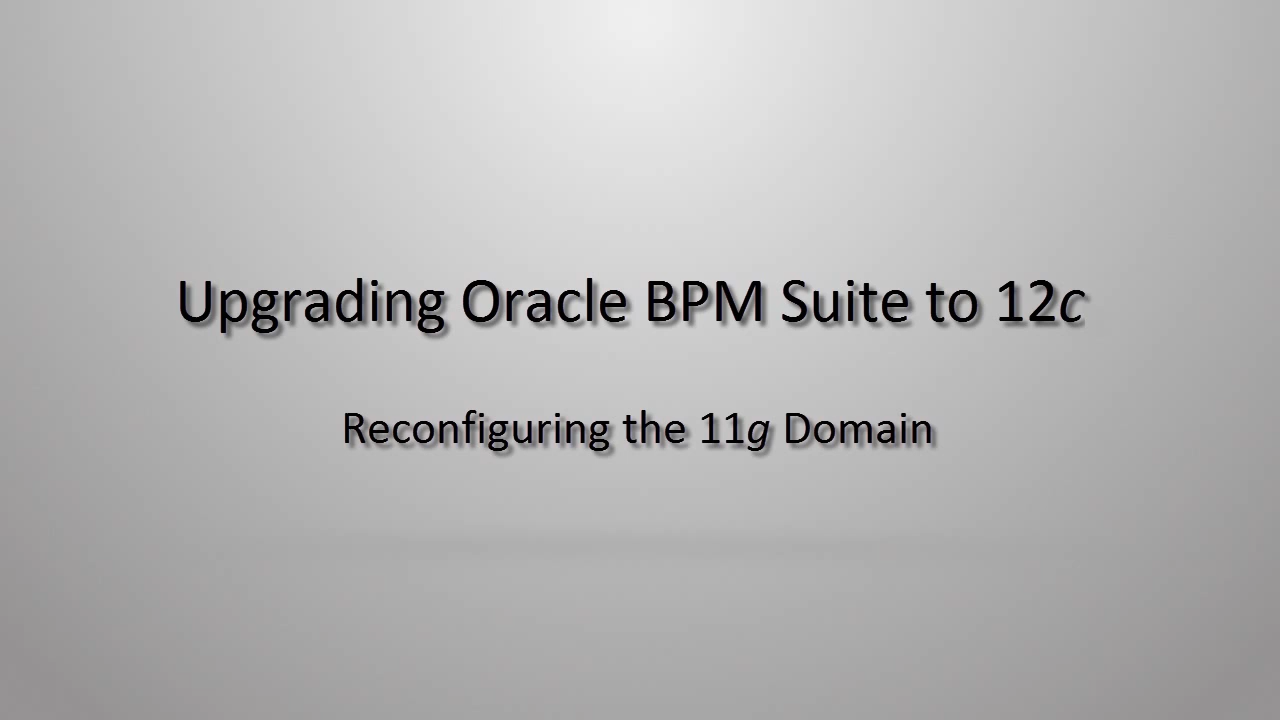 Upgrading Oracle BPM Suite to 12c
Reconfiguring the 11g Domain